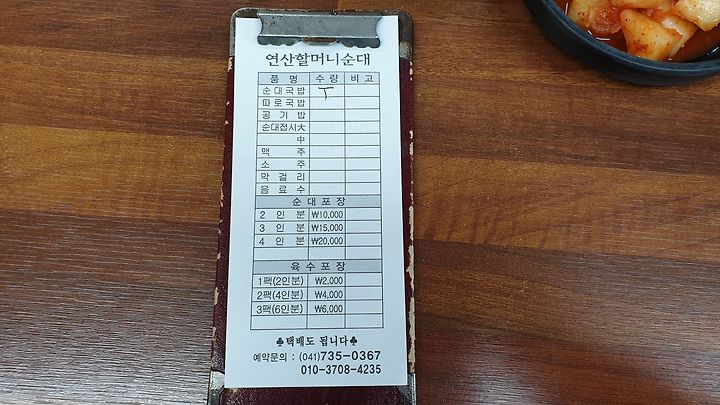 연산할머니순대
품 명 수량 비고
순대국밥 ㅜ
따로국밥
공 기 밥
순대접시大
中
맥 주
소 주
막 걸 리
음 료 수
순 대 포 장
2 인 분 ₩10,000
3 인 분 ₩15,000
4 인 분 ₩20,000
육 수 포 장
1팩(2인분) ₩2,000
2팩(4인분) ₩4,000
3팩(6인분) ₩6,000
♣택배도 됩니다♣
예약문의 : (041)735-0367
010-3708-4235